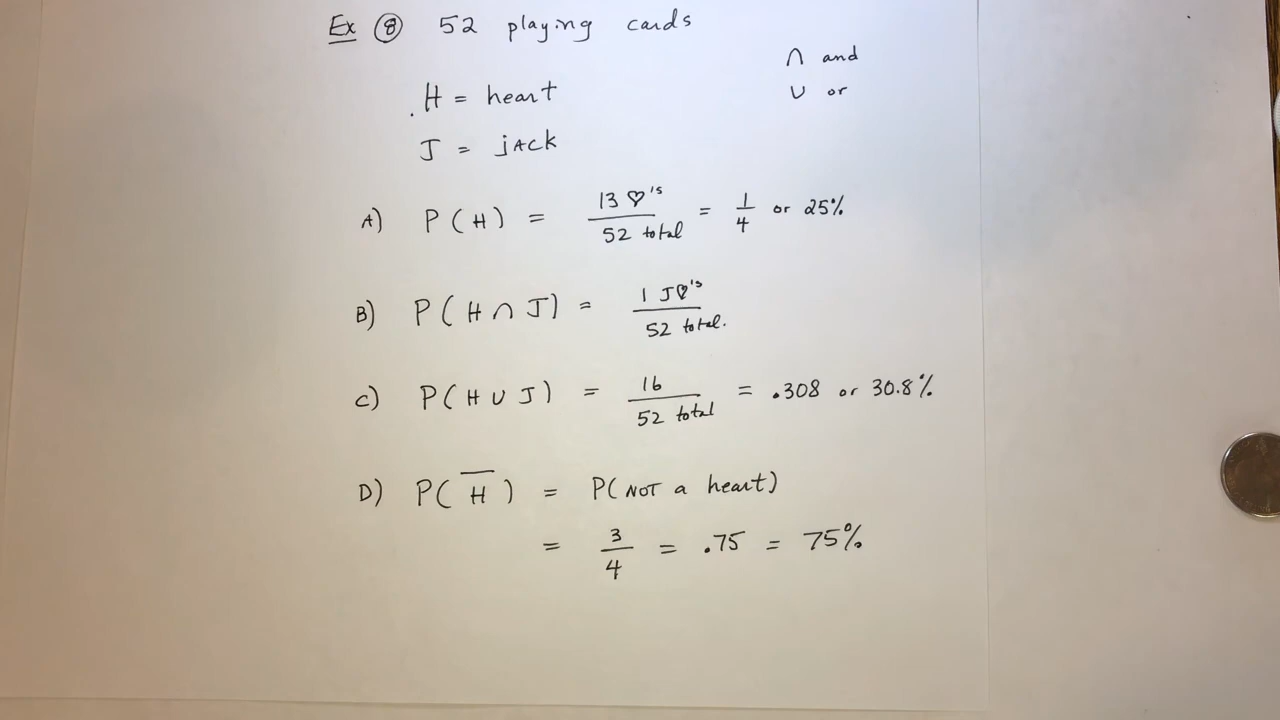 Ex ⑧ 52 playing cards
∩ and
∪ or
H = heart
J = jAck
A) P(H) = 13 ♡'s / 52 total = 1/4 or 25%
B) P(H ∩ J) = 1 J♡'s / 52 total.
C) P(H ∪ J) = 16 / 52 total = .308 or 30.8%
D) P(H̅) = P(NOT a heart)
= 3/4 = .75 = 75%